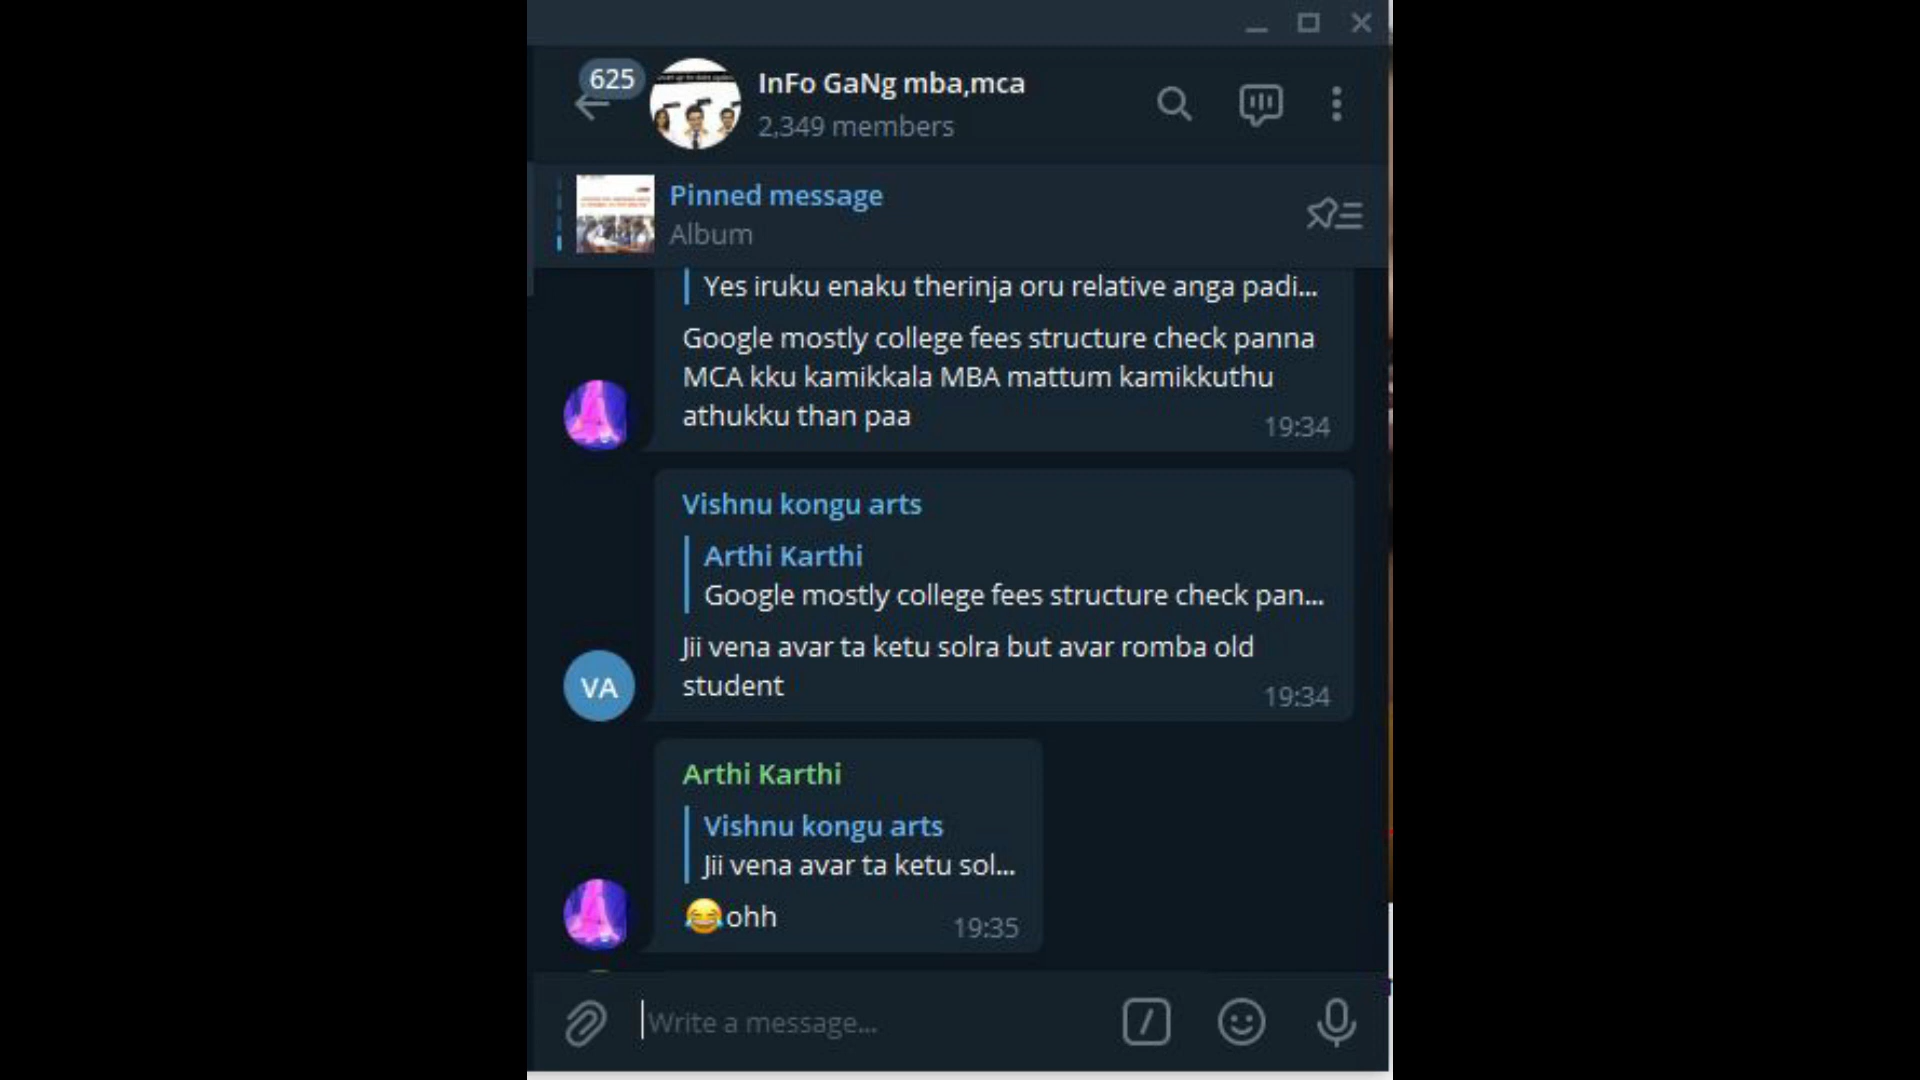 625
InFo GaNg mba,mca
2,349 members
Pinned message
Album
Yes iruku enaku therinja oru relative anga padi...
Google mostly college fees structure check panna
MCA kku kamikkala MBA mattum kamikkuthu
athukku than paa
19:34
Vishnu kongu arts
Arthi Karthi
Google mostly college fees structure check pan...
Jii vena avar ta ketu solra but avar romba old
student
19:34
VA
Arthi Karthi
Vishnu kongu arts
Jii vena avar ta ketu sol...
😂ohh
19:35
Write a message...